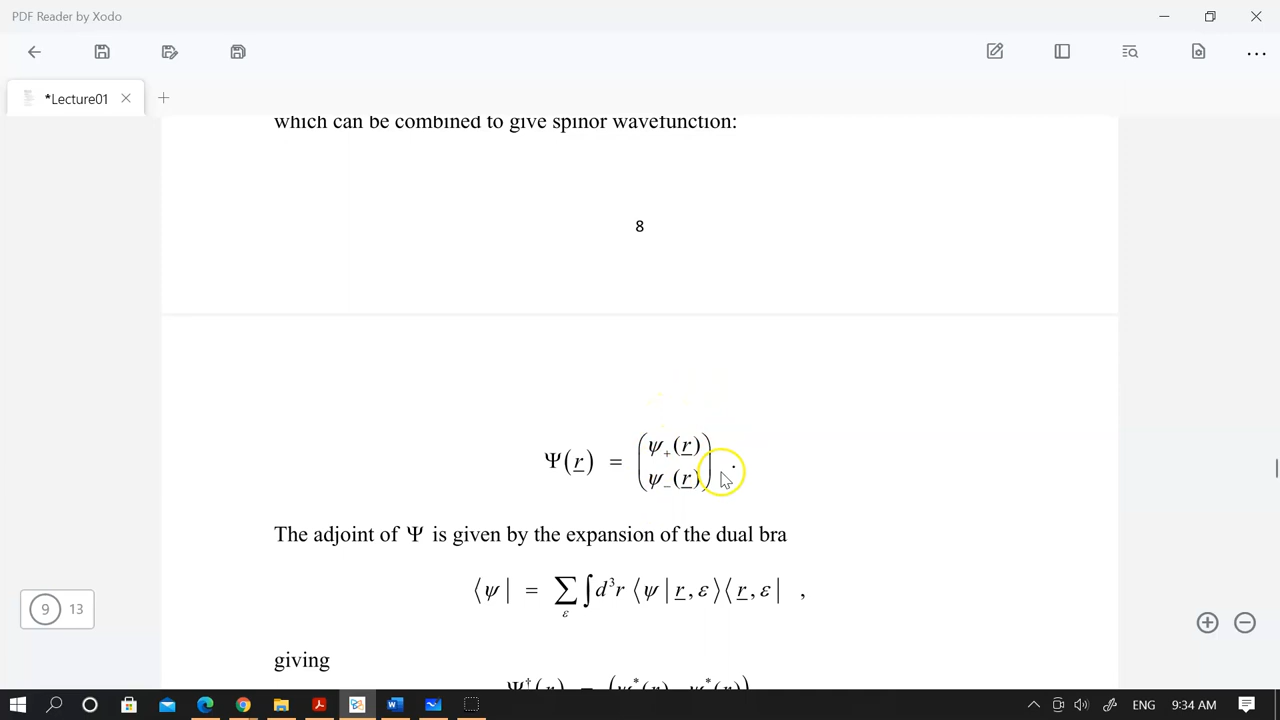 PDF Reader by Xodo
*Lecture01
which can be combined to give spinor wavefunction:
8
Ψ(r) = (ψ₊(r) ψ₋(r)) .
The adjoint of Ψ is given by the expansion of the dual bra
⟨ψ| = ∑ε ∫d³r ⟨ψ|r,ε⟩⟨r,ε| ,
giving
Ψ†(r) = (ψ*(r) ψ*(r))
9 13
ENG 9:34 AM